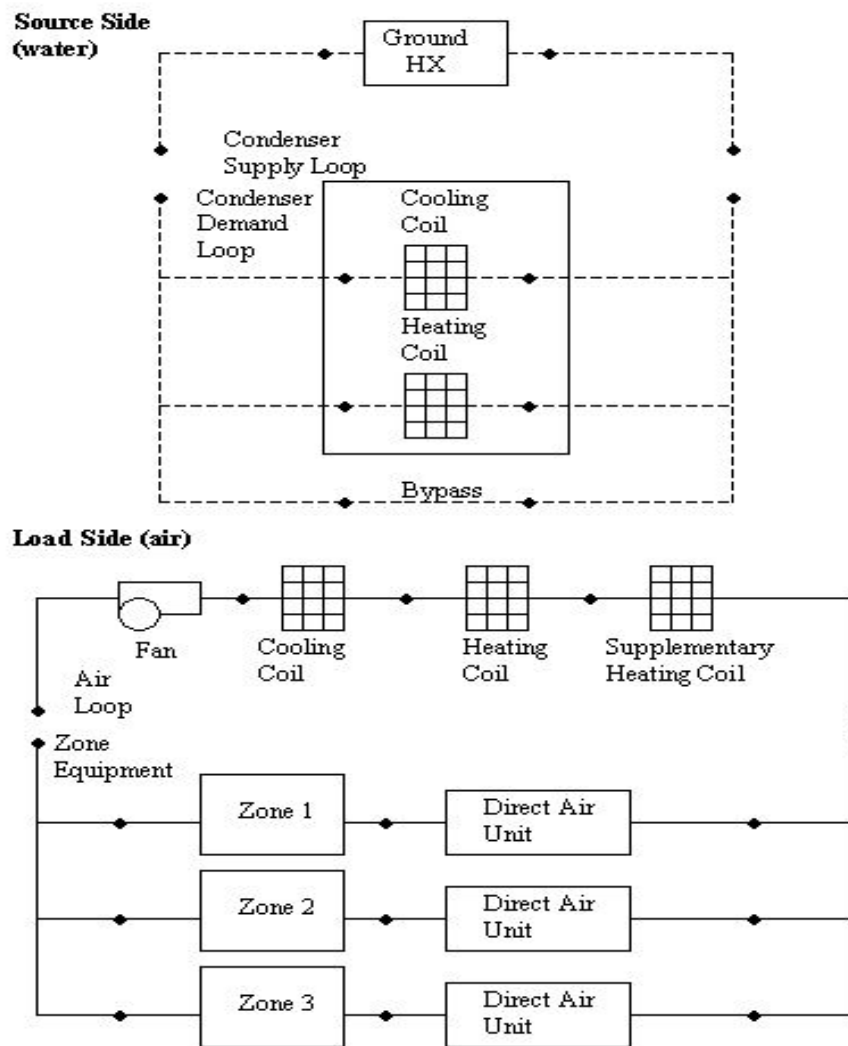 Source Side
(water)
Ground
HX
Condenser
Supply Loop
Condenser
Demand
Loop
Cooling
Coil
Heating
Coil
Bypass
Load Side (air)
Fan
Cooling
Coil
Heating
Coil
Supplementary
Heating Coil
Air
Loop
Zone
Equipment
Zone 1
Direct Air
Unit
Zone 2
Direct Air
Unit
Zone 3
Direct Air
Unit